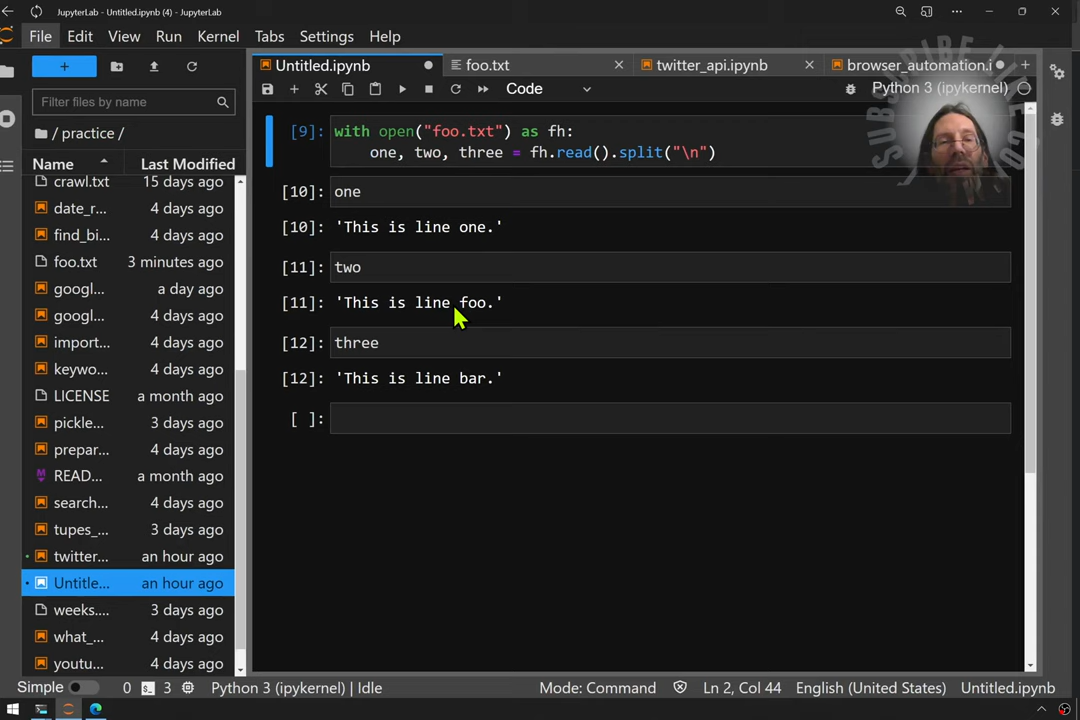 JupyterLab - Untitled.ipynb (4) - JupyterLab
File Edit View Run Kernel Tabs Settings Help
Untitled.ipynb foo.txt twitter_api.ipynb browser_automation.i
Code Python 3 (ipykernel)
SUBSCRIBE LIKE CO
Filter files by name
/ practice /
Name Last Modified
crawl.txt 15 days ago
date_r... 4 days ago
find_bi... 4 days ago
foo.txt 3 minutes ago
googl... a day ago
googl... 4 days ago
import... 4 days ago
keywo... 4 days ago
LICENSE a month ago
pickle... 3 days ago
prepar... 4 days ago
READ... a month ago
search... 4 days ago
tupes_... 3 days ago
twitter... an hour ago
Untitle... an hour ago
weeks.... 3 days ago
what_... 4 days ago
youtu... 4 days ago
[9]: with open("foo.txt") as fh:
one, two, three = fh.read().split("\n")
[10]: one
[10]: 'This is line one.'
[11]: two
[11]: 'This is line foo.'
[12]: three
[12]: 'This is line bar.'
[ ]:
Simple 0 3 Python 3 (ipykernel) | Idle Mode: Command Ln 2, Col 44 English (United States) Untitled.ipynb